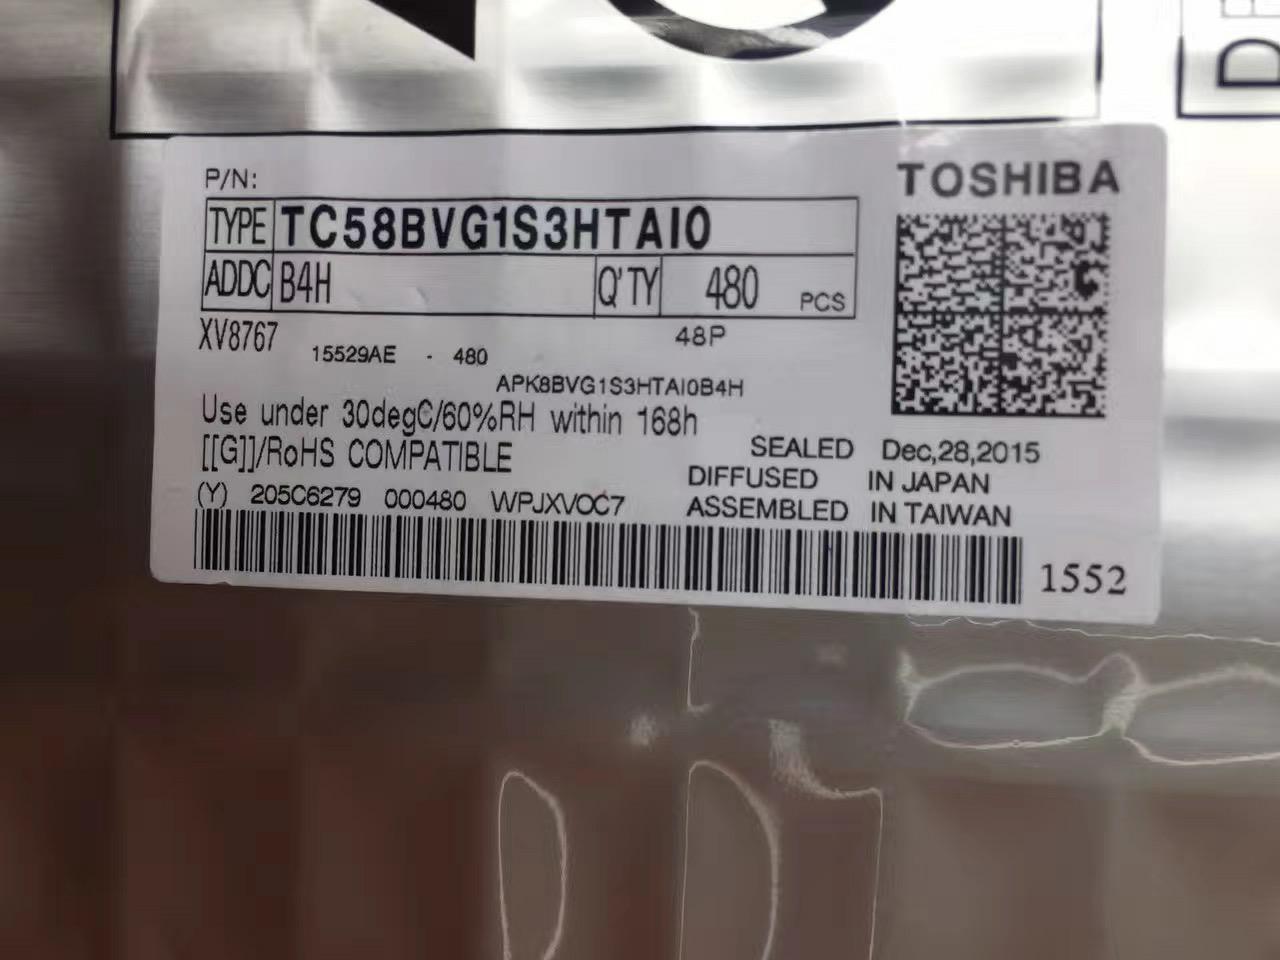 P/N:
TOSHIBA
TYPE TC58BVG1S3HTAI0
ADDC B4H Q'TY 480 PCS
XV8767 48P
15529AE - 480
APK8BVG1S3HTAI0B4H
Use under 30degC/60%RH within 168h
[[G]]/RoHS COMPATIBLE
SEALED Dec,28,2015
DIFFUSED IN JAPAN
ASSEMBLED IN TAIWAN
(Y) 205C6279 000480 WPJXVOC7
1552